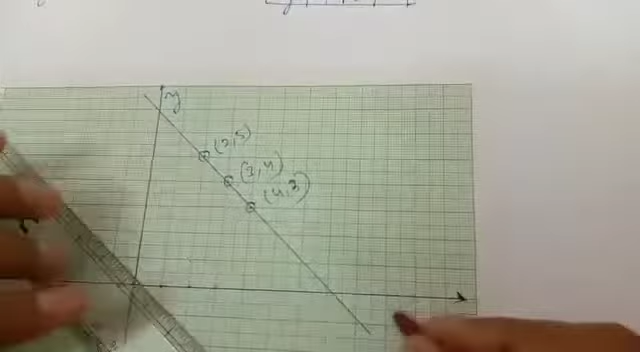 y
(2,5)
(3,4)
(4,3)